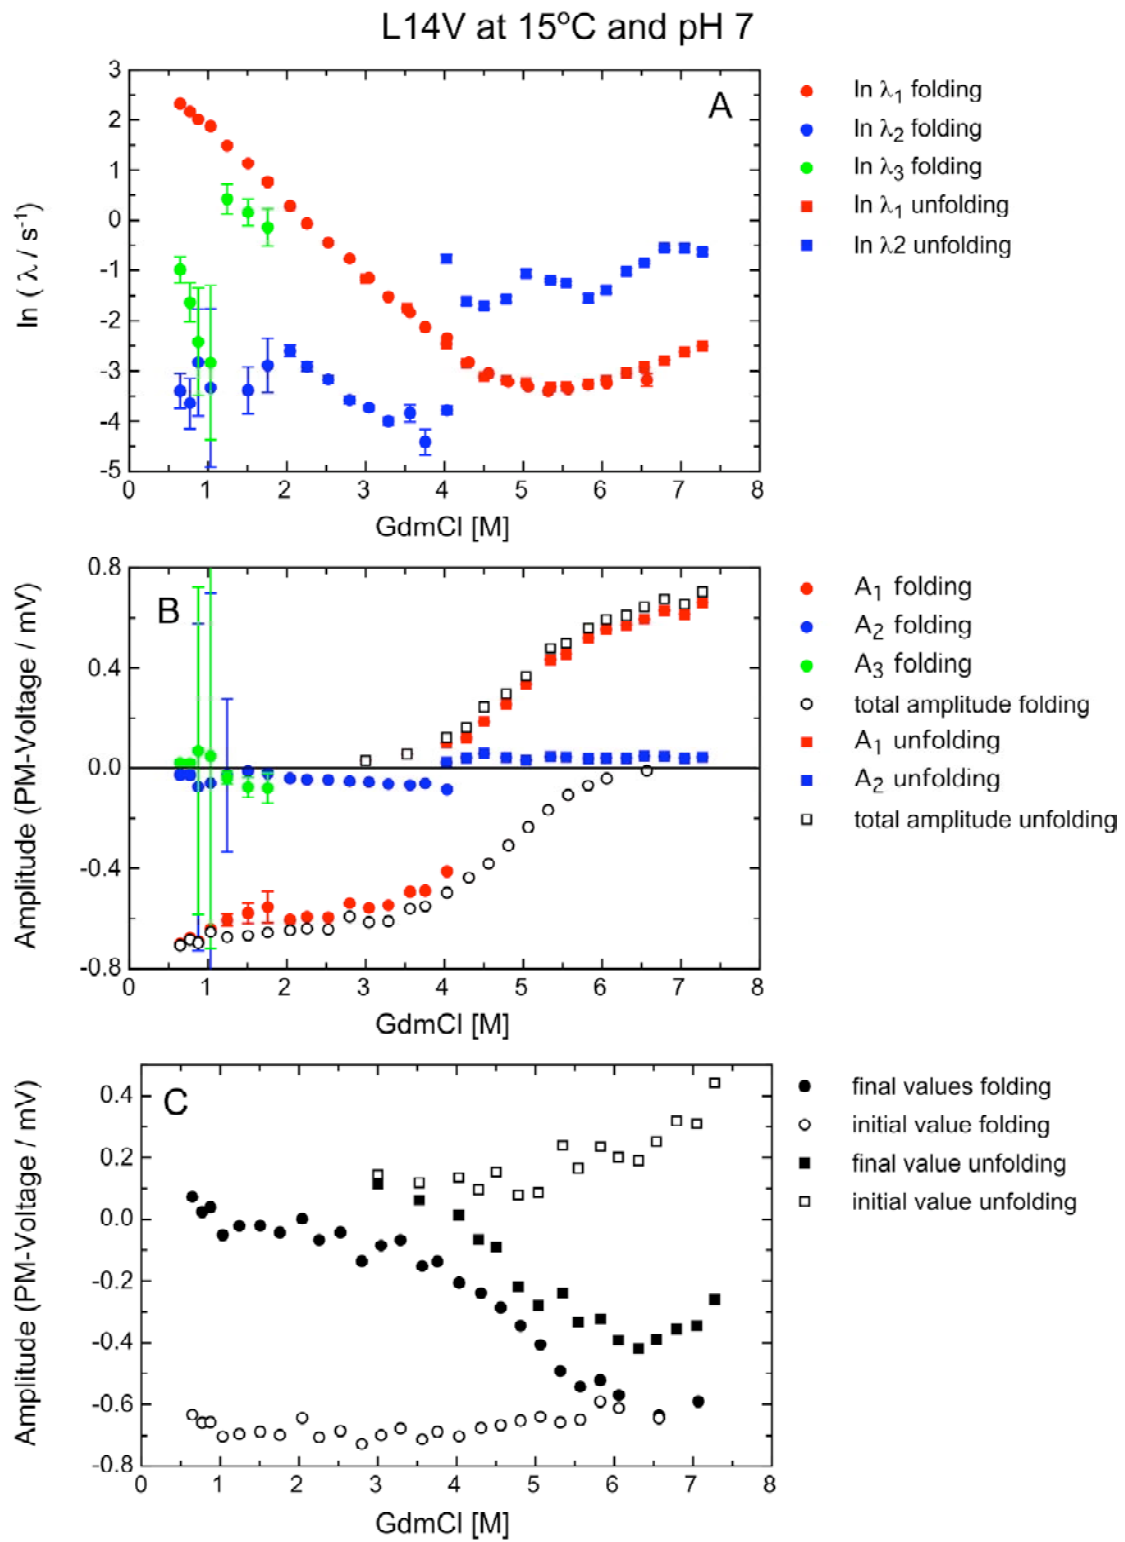 L14V at 15°C and pH 7
A
3
2
1
0
-1
-2
-3
-4
-5
ln ( λ / s⁻¹)
0 1 2 3 4 5 6 7 8
GdmCl [M]
ln λ₁ folding
ln λ₂ folding
ln λ₃ folding
ln λ₁ unfolding
ln λ2 unfolding
B
0.8
0.4
0.0
-0.4
-0.8
Amplitude (PM-Voltage / mV)
0 1 2 3 4 5 6 7 8
GdmCl [M]
A₁ folding
A₂ folding
A₃ folding
total amplitude folding
A₁ unfolding
A₂ unfolding
total amplitude unfolding
C
0.4
0.2
0.0
-0.2
-0.4
-0.6
-0.8
Amplitude (PM-Voltage / mV)
0 1 2 3 4 5 6 7 8
GdmCl [M]
final values folding
initial value folding
final value unfolding
initial value unfolding